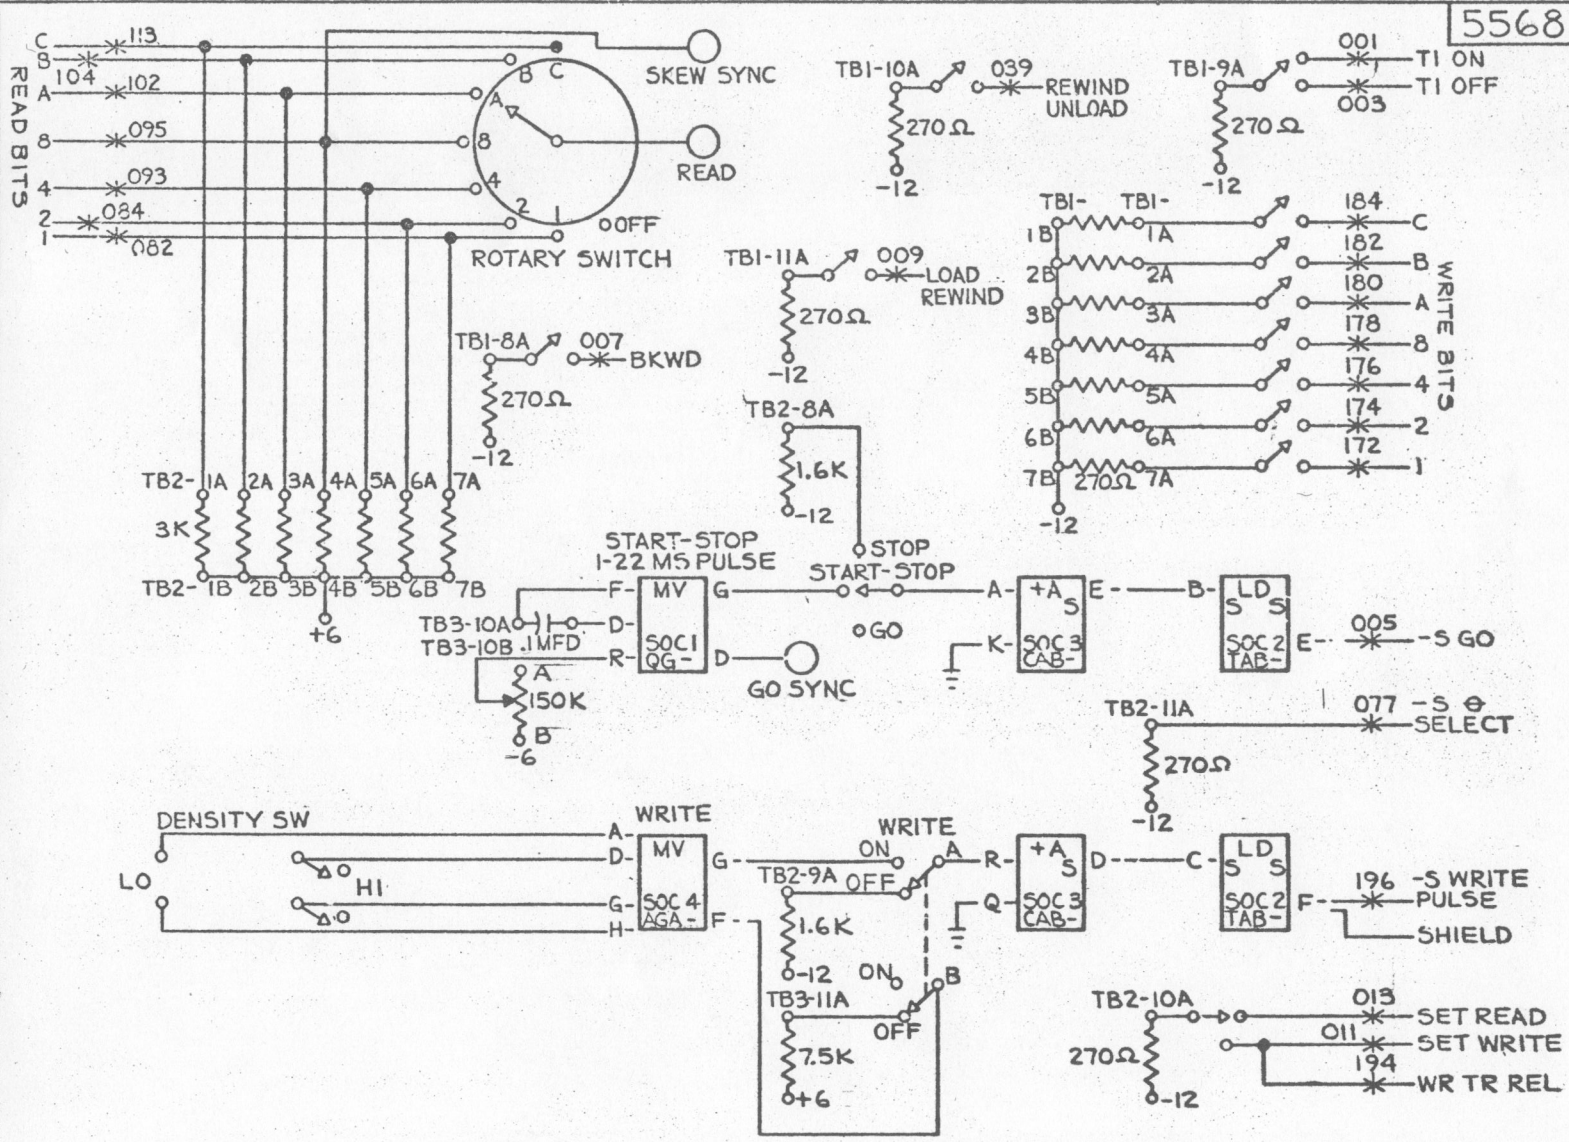 5568
READ BITS
C 113
B 104
A 102
8 095
4 093
2 084
1 082
B C
A
8
4
2 1
OFF
ROTARY SWITCH
SKEW SYNC
READ
TB1-10A 039 REWIND
UNLOAD
270Ω
-12
TB1-9A 001 T1 ON
003 T1 OFF
270Ω
-12
TB1-11A 009 LOAD
REWIND
270Ω
-12
TB1-8A 007 BKWD
270Ω
-12
TB1- TB1-
1B 1A 184 C
2B 2A 182 B
3B 3A 180 A
4B 4A 178 8
5B 5A 176 4
6B 6A 174 2
7B 270Ω 7A 172 1
-12
WRITE BITS
TB2- 1A 2A 3A 4A 5A 6A 7A
3K
TB2- 1B 2B 3B 4B 5B 6B 7B
+6
TB2-8A
1.6K
-12
STOP
START-STOP
GO
START-STOP
1-22 MS PULSE
F- MV G
TB3-10A D-
TB3-10B .1MFD SOC1
R- QG- D
GO SYNC
A
150K
B
-6
A- +A E
S
K- SOC3
CAB-
B- LD
S S
SOC2 E-
TAB-
005 -S GO
TB2-11A 077 -S Θ
SELECT
270Ω
-12
DENSITY SW
LO
HI
WRITE
A-
D- MV G-
G- SOC4
AGA- F-
H-
WRITE
ON A
TB2-9A OFF
1.6K
-12 ON B
TB3-11A
OFF
7.5K
+6
R- +A D
S
Q- SOC3
CAB-
C- LD
S S
SOC2 F-
TAB-
196 -S WRITE
PULSE
SHIELD
TB2-10A 013 SET READ
011 SET WRITE
194 WR TR REL
270Ω
-12